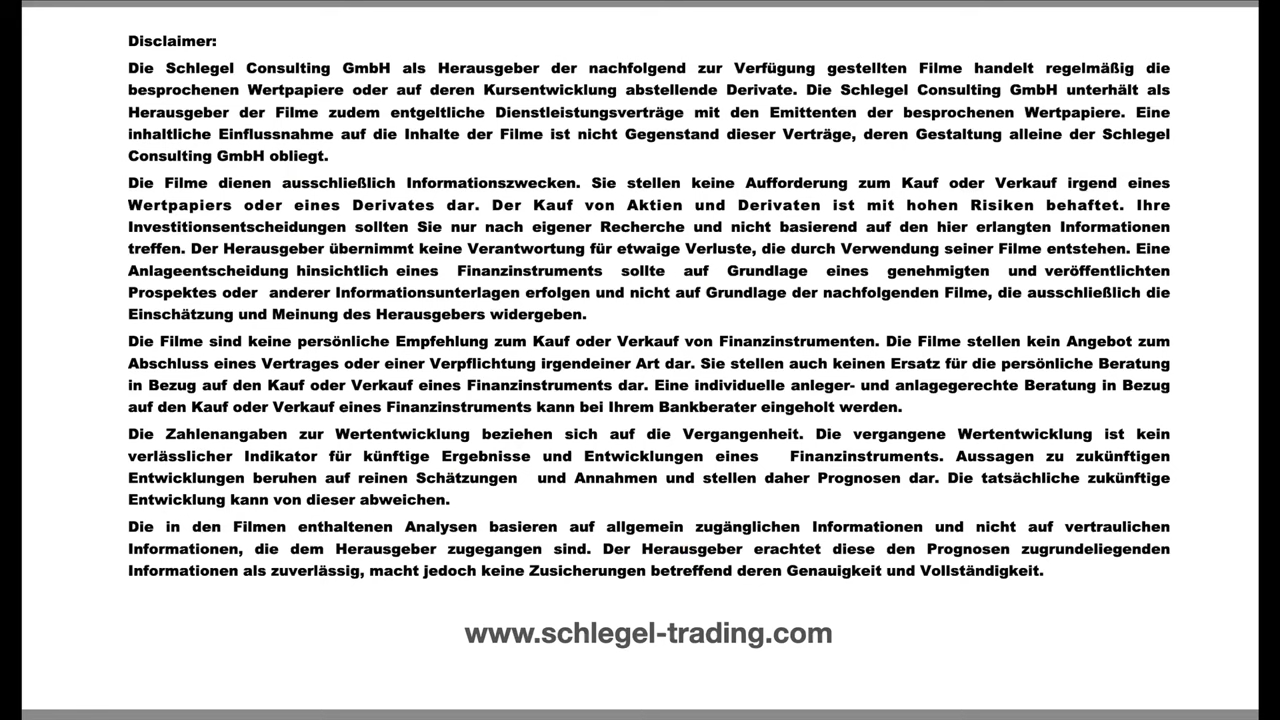 Disclaimer:
Die Schlegel Consulting GmbH als Herausgeber der nachfolgend zur Verfügung gestellten Filme handelt regelmäßig die
besprochenen Wertpapiere oder auf deren Kursentwicklung abstellende Derivate. Die Schlegel Consulting GmbH unterhält als
Herausgeber der Filme zudem entgeltliche Dienstleistungsverträge mit den Emittenten der besprochenen Wertpapiere. Eine
inhaltliche Einflussnahme auf die Inhalte der Filme ist nicht Gegenstand dieser Verträge, deren Gestaltung alleine der Schlegel
Consulting GmbH obliegt.
Die Filme dienen ausschließlich Informationszwecken. Sie stellen keine Aufforderung zum Kauf oder Verkauf irgend eines
Wertpapiers oder eines Derivates dar. Der Kauf von Aktien und Derivaten ist mit hohen Risiken behaftet. Ihre
Investitionsentscheidungen sollten Sie nur nach eigener Recherche und nicht basierend auf den hier erlangten Informationen
treffen. Der Herausgeber übernimmt keine Verantwortung für etwaige Verluste, die durch Verwendung seiner Filme entstehen. Eine
Anlageentscheidung hinsichtlich eines Finanzinstruments sollte auf Grundlage eines genehmigten und veröffentlichten
Prospektes oder anderer Informationsunterlagen erfolgen und nicht auf Grundlage der nachfolgenden Filme, die ausschließlich die
Einschätzung und Meinung des Herausgebers widergeben.
Die Filme sind keine persönliche Empfehlung zum Kauf oder Verkauf von Finanzinstrumenten. Die Filme stellen kein Angebot zum
Abschluss eines Vertrages oder einer Verpflichtung irgendeiner Art dar. Sie stellen auch keinen Ersatz für die persönliche Beratung
in Bezug auf den Kauf oder Verkauf eines Finanzinstruments dar. Eine individuelle anleger- und anlagegerechte Beratung in Bezug
auf den Kauf oder Verkauf eines Finanzinstruments kann bei Ihrem Bankberater eingeholt werden.
Die Zahlenangaben zur Wertentwicklung beziehen sich auf die Vergangenheit. Die vergangene Wertentwicklung ist kein
verlässlicher Indikator für künftige Ergebnisse und Entwicklungen eines Finanzinstruments. Aussagen zu zukünftigen
Entwicklungen beruhen auf reinen Schätzungen und Annahmen und stellen daher Prognosen dar. Die tatsächliche zukünftige
Entwicklung kann von dieser abweichen.
Die in den Filmen enthaltenen Analysen basieren auf allgemein zugänglichen Informationen und nicht auf vertraulichen
Informationen, die dem Herausgeber zugegangen sind. Der Herausgeber erachtet diese den Prognosen zugrundeliegenden
Informationen als zuverlässig, macht jedoch keine Zusicherungen betreffend deren Genauigkeit und Vollständigkeit.
www.schlegel-trading.com